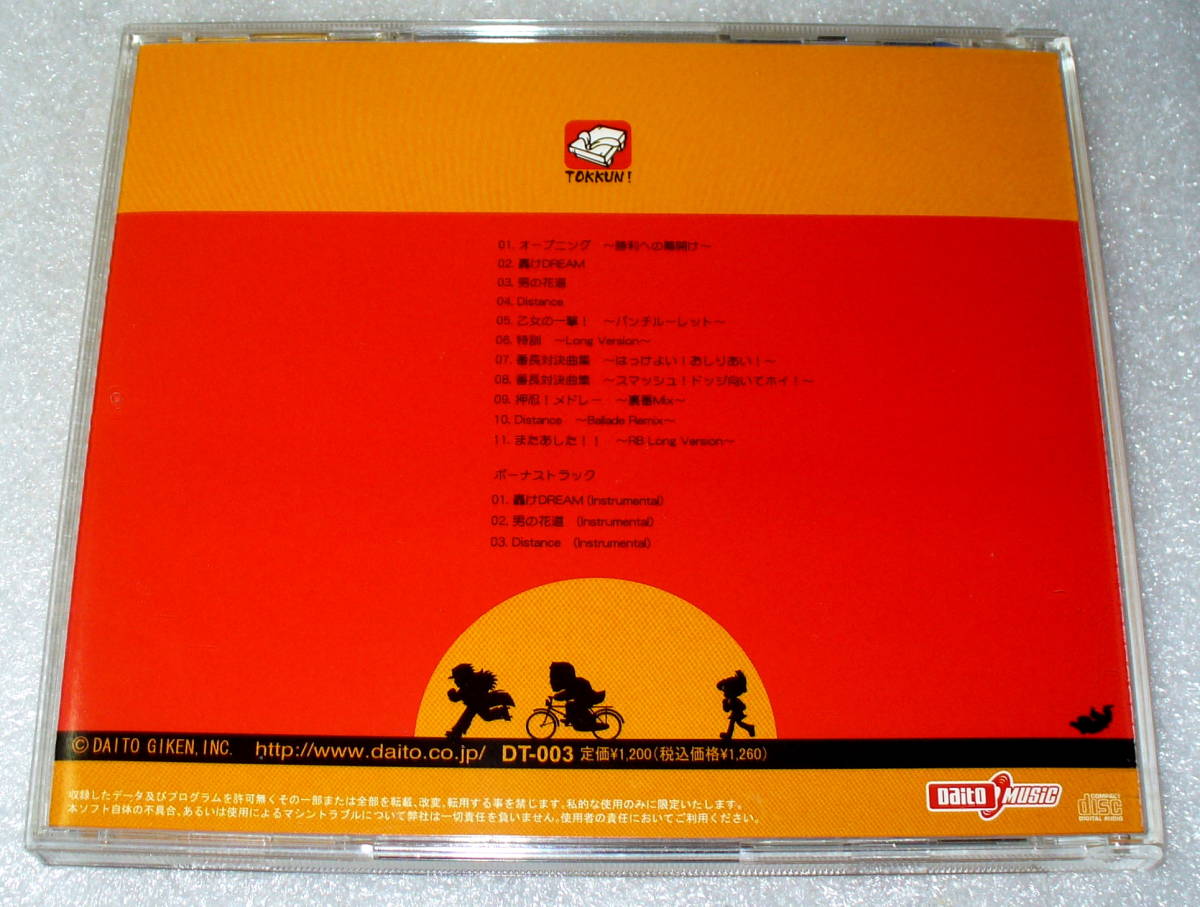 TOKKUN!
01. オープニング ～勝利への幕開け～
02.轟けDREAM
03. 男の花道
04. Distance
05. 乙女の一撃！ ～パンチルーレット～
06. 特訓 ～Long Version～
07. 番長対決曲集 ～はっけよい！おしりあい！～
08. 番長対決曲集 ～スマッシュ！ドッジ向いてホイ！～
09. 押忍！メドレー ～裏番Mix～
10. Distance ～Ballade Remix～
11. またあした！！ ～RB Long Version～
ボーナストラック
01. 轟けDREAM (Instrumental)
02. 男の花道 (Instrumental)
03. Distance (Instrumental)
© DAITO GIKEN, INC. http://www.daito.co.jp/ DT-003 定価¥1,200(税込価格¥1,260)
収録したデータ及びプログラムを許可無くその一部または全部を転載、改変、転用する事を禁じます。私的な使用のみに限定いたします。
本ソフト自体の不具合、あるいは使用によるマシントラブルについて弊社は一切責任を負いません。使用者の責任においてご利用ください。
Daito MUSIC
COMPACT
disc
DIGITAL AUDIO